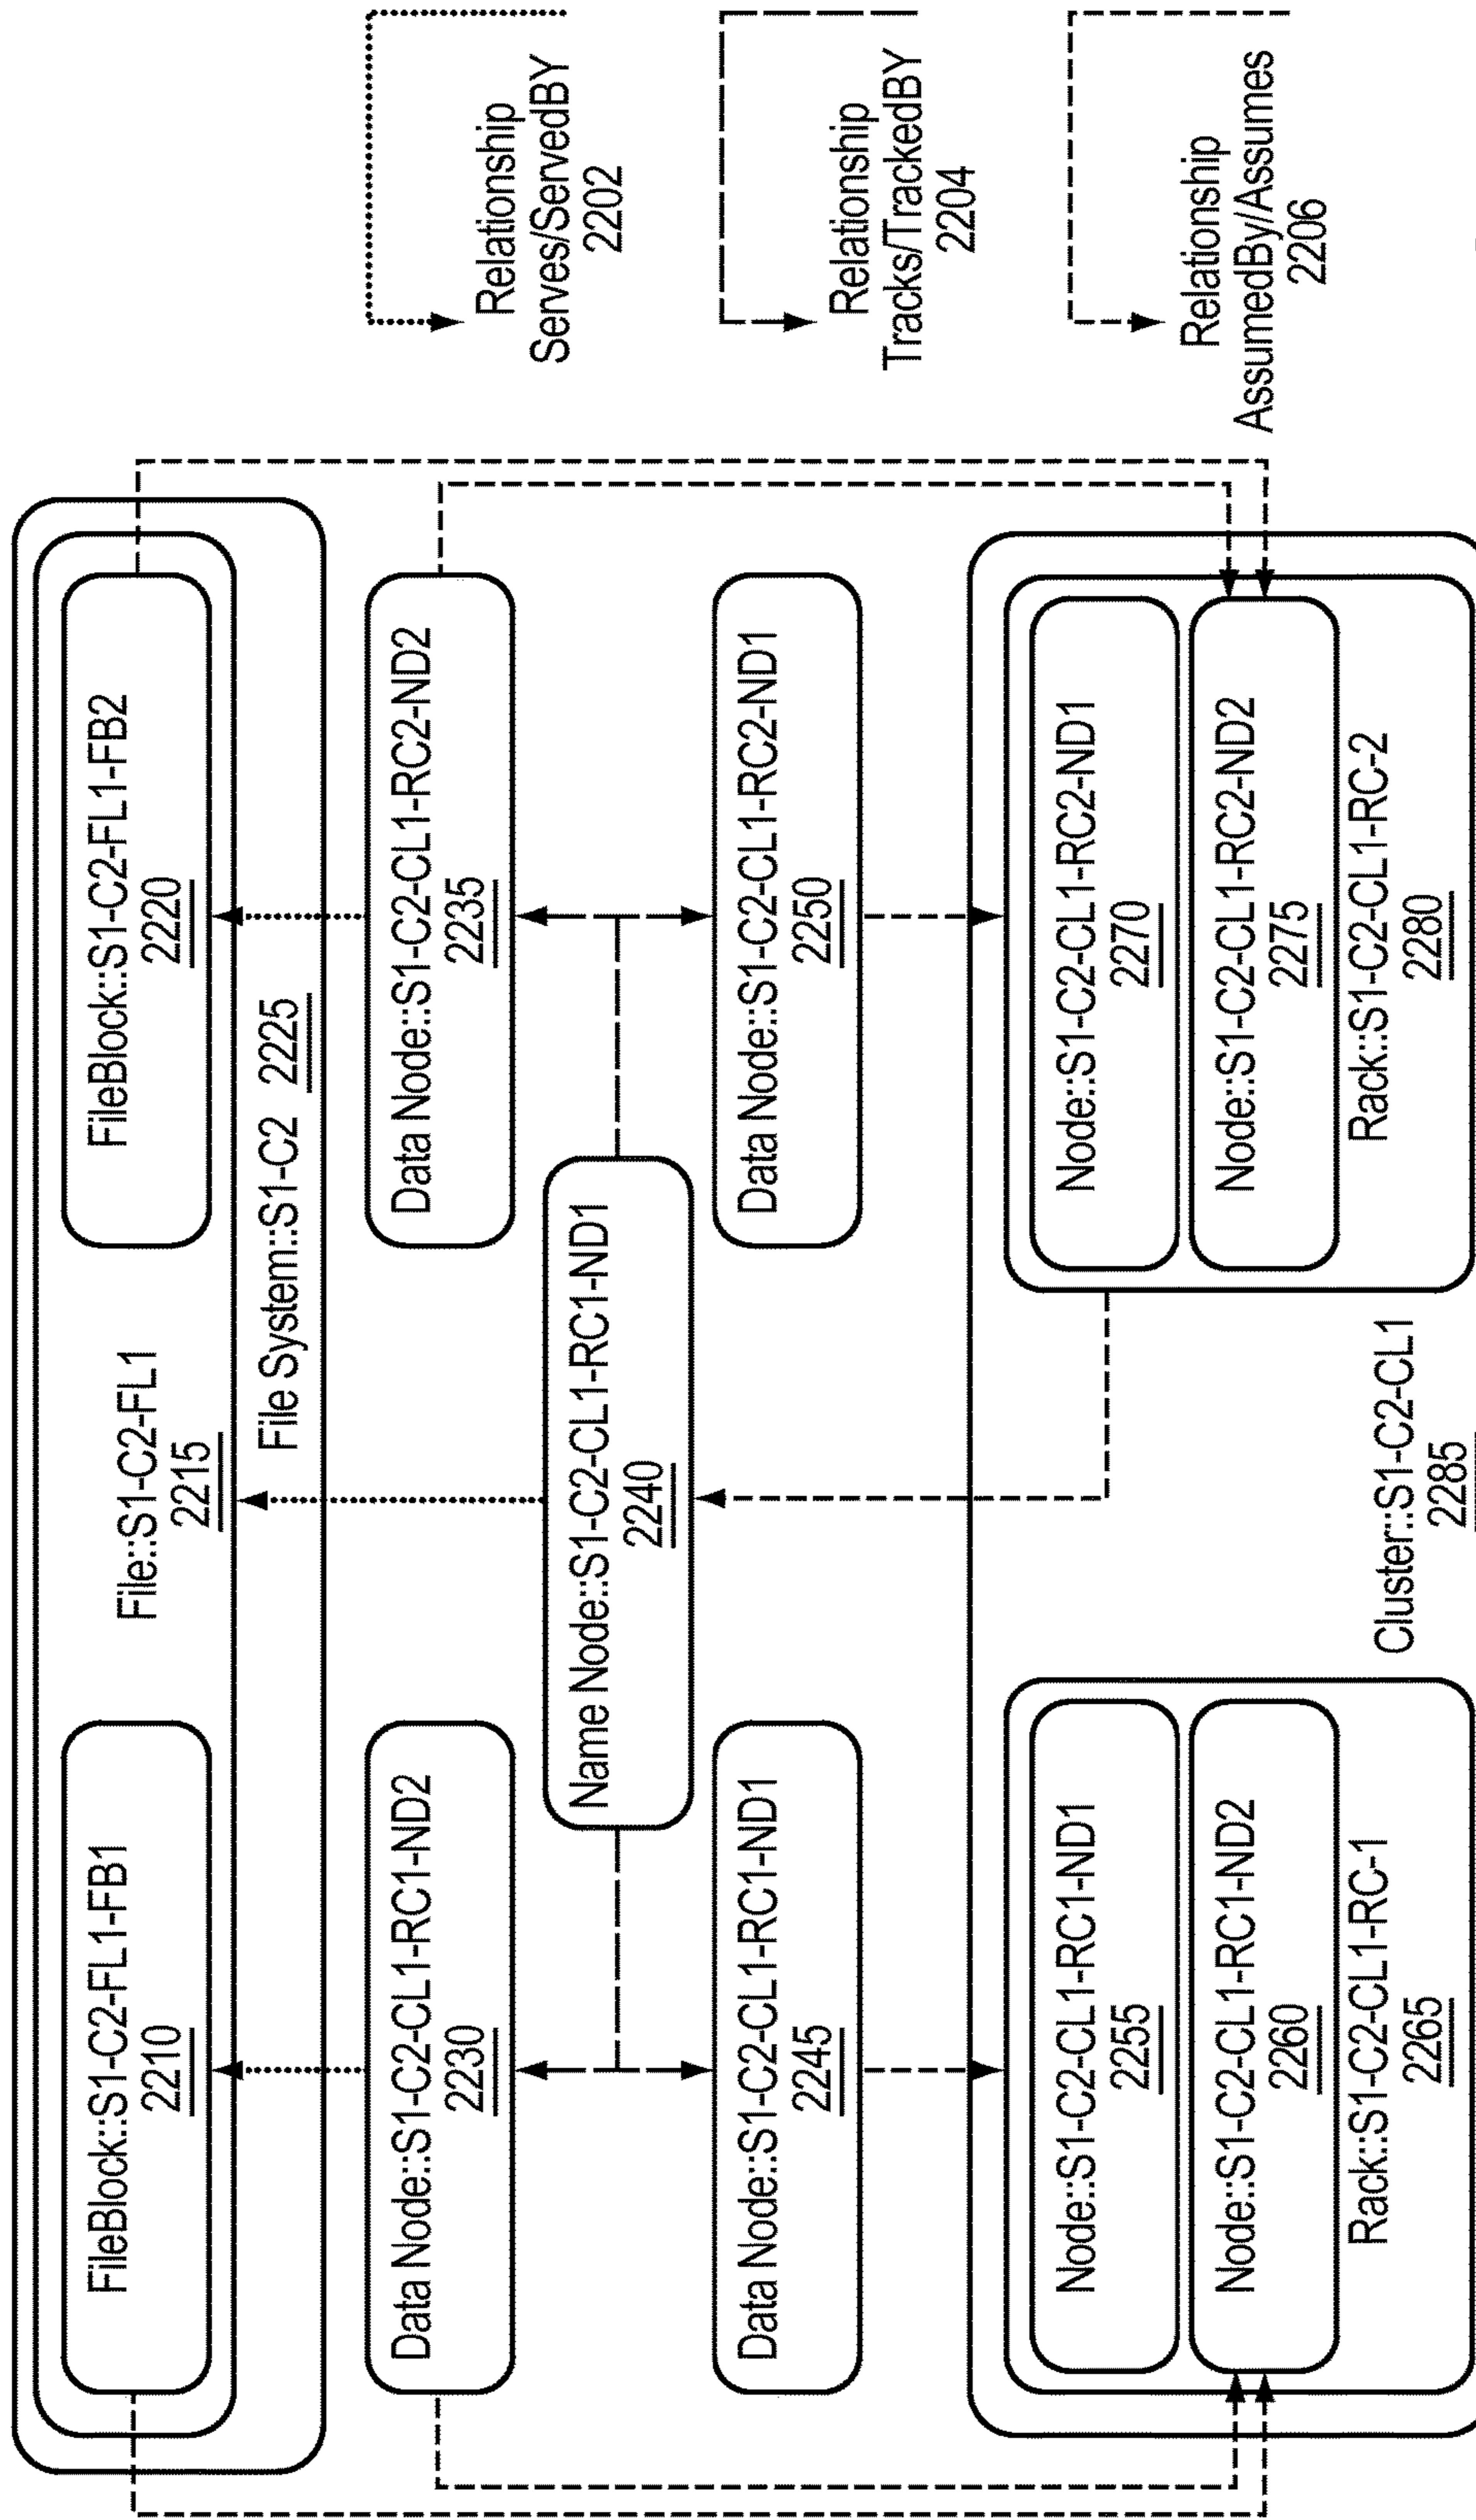 FileBlock::S1-C2-FL1-FB1
2210
File::S1-C2-FL1
2215
FileBlock::S1-C2-FL1-FB2
2220
File System::S1-C2 2225
Data Node::S1-C2-CL1-RC1-ND2
2230
Data Node::S1-C2-CL1-RC2-ND2
2235
Name Node::S1-C2-CL1-RC1-ND1
2240
Data Node::S1-C2-CL1-RC1-ND1
2245
Data Node::S1-C2-CL1-RC2-ND1
2250
Node::S1-C2-CL1-RC1-ND1
2255
Node::S1-C2-CL1-RC1-ND2
2260
Rack::S1-C2-CL1-RC-1
2265
Node::S1-C2-CL1-RC2-ND1
2270
Node::S1-C2-CL1-RC2-ND2
2275
Rack::S1-C2-CL1-RC-2
2280
Cluster::S1-C2-CL1
2285
Relationship
Serves/ServedBY
2202
Relationship
Tracks/TrackedBY
2204
Relationship
AssumedBy/Assumes
2206